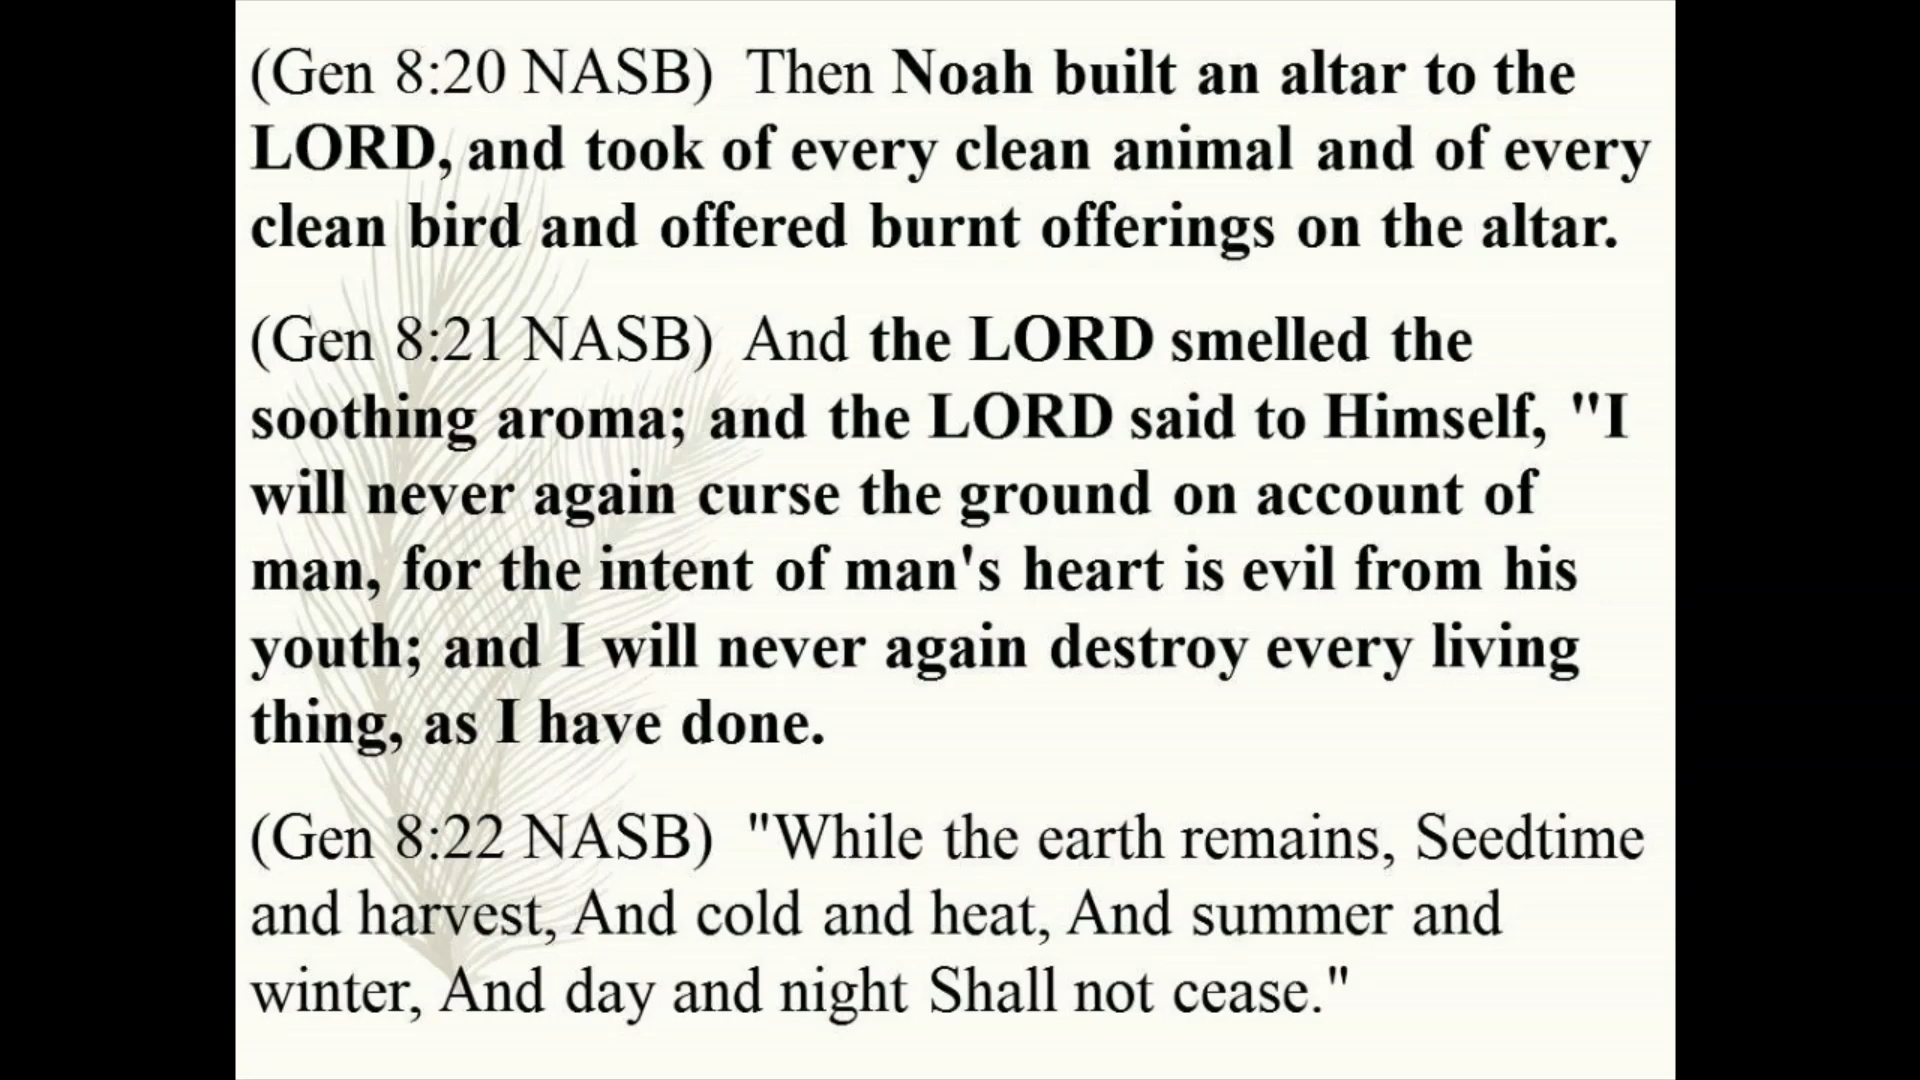 (Gen 8:20 NASB) Then Noah built an altar to the
LORD, and took of every clean animal and of every
clean bird and offered burnt offerings on the altar.
(Gen 8:21 NASB) And the LORD smelled the
soothing aroma; and the LORD said to Himself, "I
will never again curse the ground on account of
man, for the intent of man's heart is evil from his
youth; and I will never again destroy every living
thing, as I have done.
(Gen 8:22 NASB) "While the earth remains, Seedtime
and harvest, And cold and heat, And summer and
winter, And day and night Shall not cease."